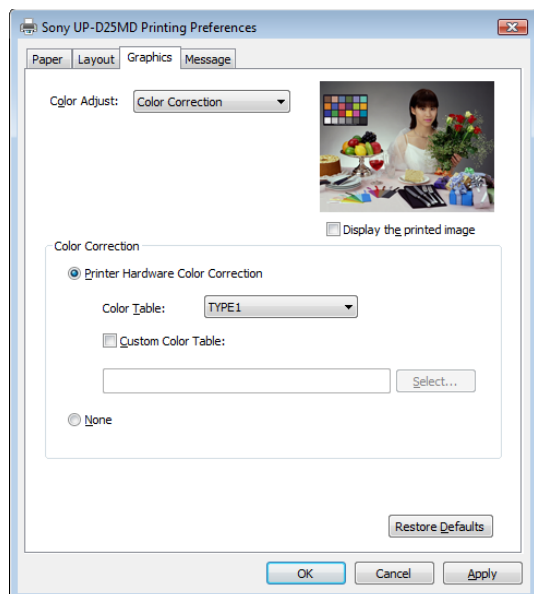 Sony UP-D25MD Printing Preferences
Paper Layout Graphics Message
Color Adjust: Color Correction
Display the printed image
Color Correction
Printer Hardware Color Correction
Color Table: TYPE1
Custom Color Table:
Select...
None
Restore Defaults
OK Cancel Apply